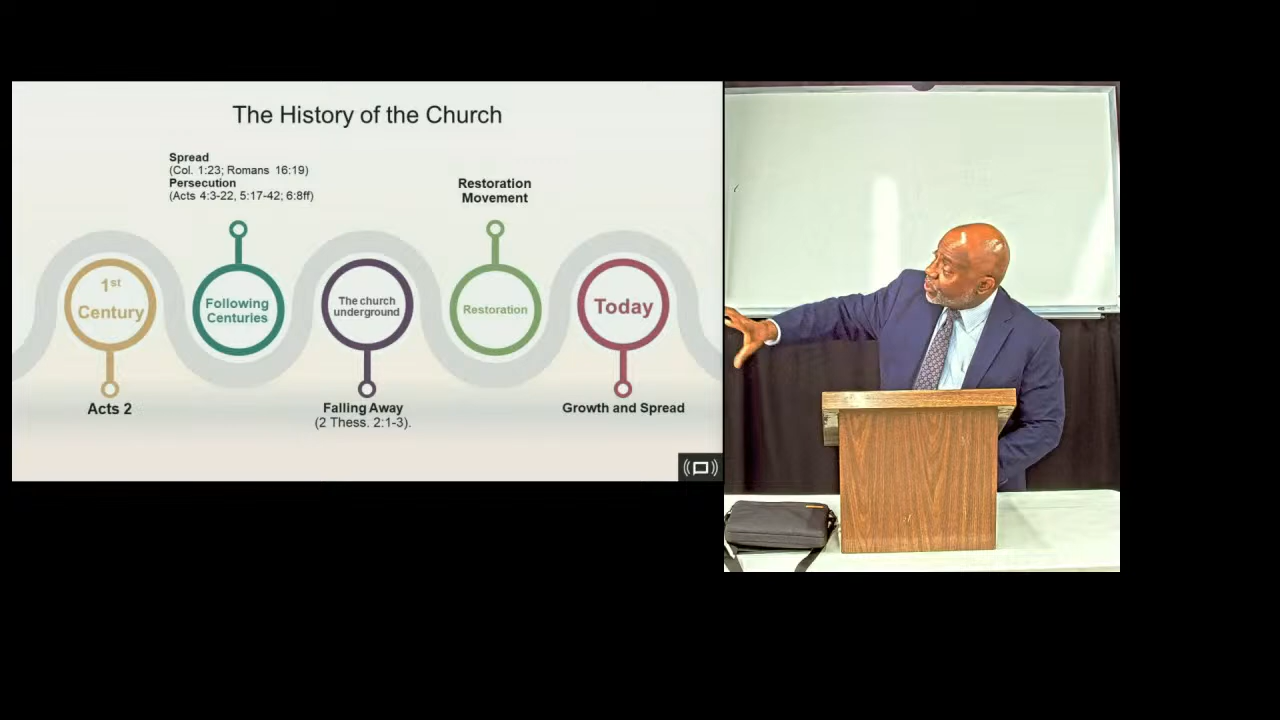 The History of the Church
Spread
(Col. 1:23; Romans 16:19)
Persecution
(Acts 4:3-22, 5:17-42; 6:8ff)
Restoration
Movement
1st
Century
Following
Centuries
The church
underground
Restoration
Today
Acts 2
Falling Away
(2 Thess. 2:1-3).
Growth and Spread